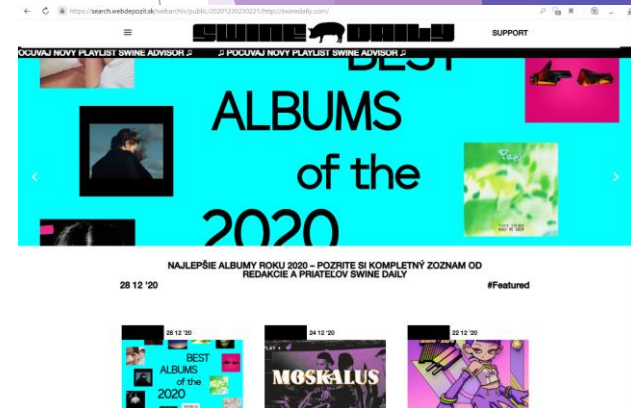 https://search.webdepozit.sk/webarchiv/public/20201230230221/http://swinedaily.com/
SWINE DAILY
SUPPORT
OCUVAJ NOVY PLAYLIST SWINE ADVISOR ♫ ♫ POCUVAJ NOVY PLAYLIST SWINE ADVISOR ♫
BEST
ALBUMS
of the
2020
NAJLEPŠIE ALBUMY ROKU 2020 – POZRITE SI KOMPLETNÝ ZOZNAM OD
REDAKCIE A PRIATEĽOV SWINE DAILY
28 12 '20
#Featured
28 12 '20
24 12 '20
22 12 '20
BEST
ALBUMS
of the
2020
MOSKALUS